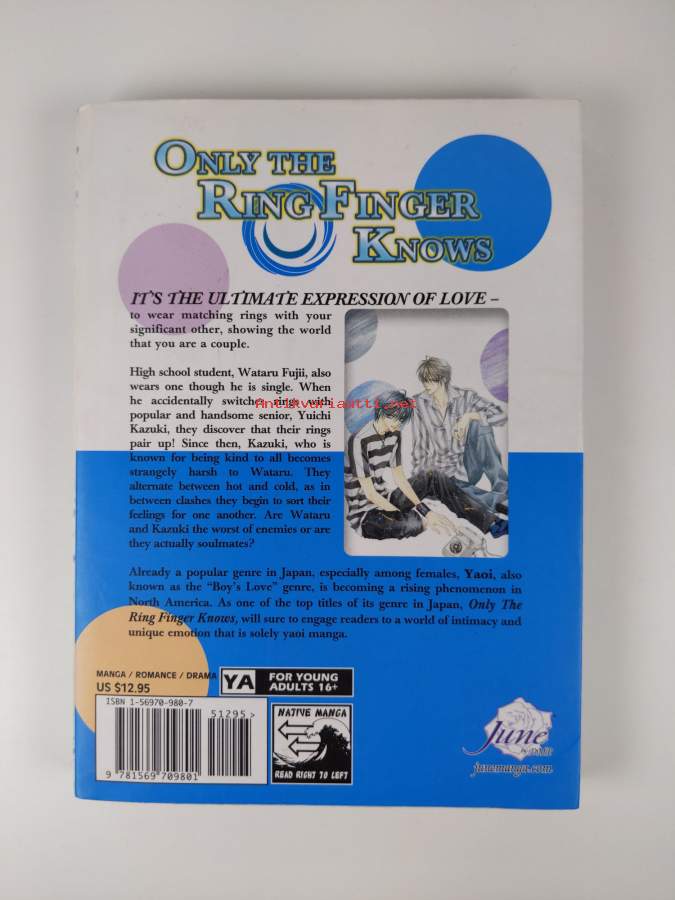 ONLY THE
RING FINGER
KNOWS
IT'S THE ULTIMATE EXPRESSION OF LOVE –
to wear matching rings with your
significant other, showing the world
that you are a couple.
High school student, Wataru Fujii, also
wears one though he is single. When
he accidentally switches rings with
Antikvariaatti.net
popular and handsome senior, Yuichi
Kazuki, they discover that their rings
pair up! Since then, Kazuki, who is
known for being kind to all becomes
strangely harsh to Wataru. They
alternate between hot and cold, as in
between clashes they begin to sort their
feelings for one another. Are Wataru
and Kazuki the worst of enemies or are
they actually soulmates?
Already a popular genre in Japan, especially among females, Yaoi, also
known as the "Boy's Love" genre, is becoming a rising phenomenon in
North America. As one of the top titles of its genre in Japan, Only The
Ring Finger Knows, will sure to engage readers to a world of intimacy and
unique emotion that is solely yaoi manga.
MANGA / ROMANCE / DRAMA
US $12.95
YA
FOR YOUNG
ADULTS 16+
ISBN 1-56970-980-7
51295>
9 781569 709801
NATIVE MANGA
READ RIGHT TO LEFT
June
by DMP
junemanga.com